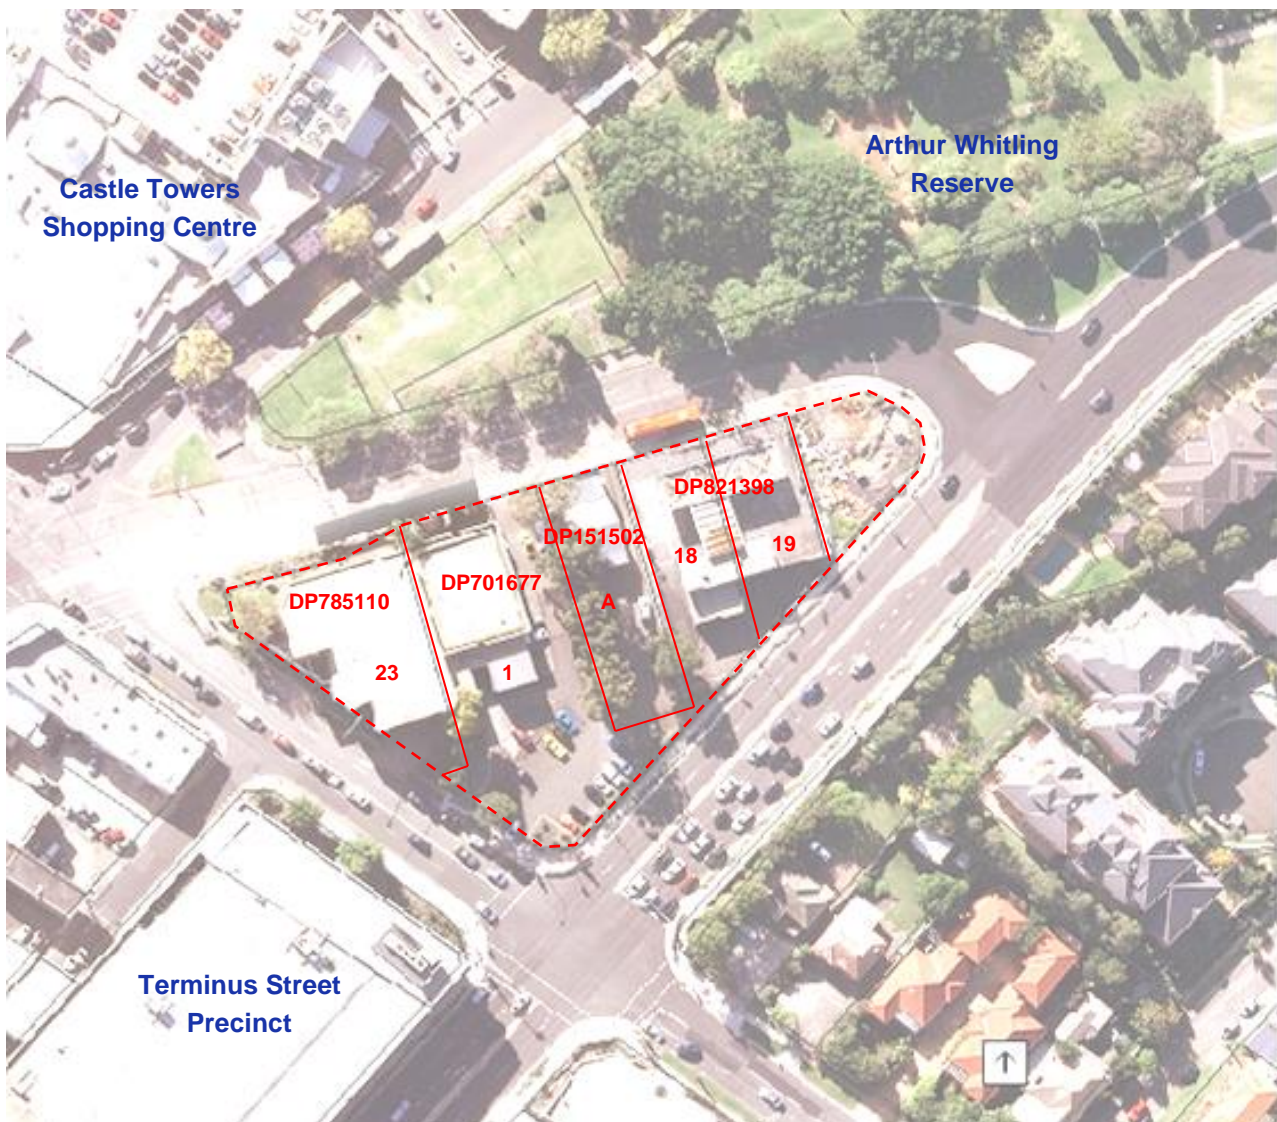 Arthur Whitling
Reserve
Castle Towers
Shopping Centre
DP821398
DP151502
18
19
DP701677
DP785110
A
23
1
Terminus Street
Precinct